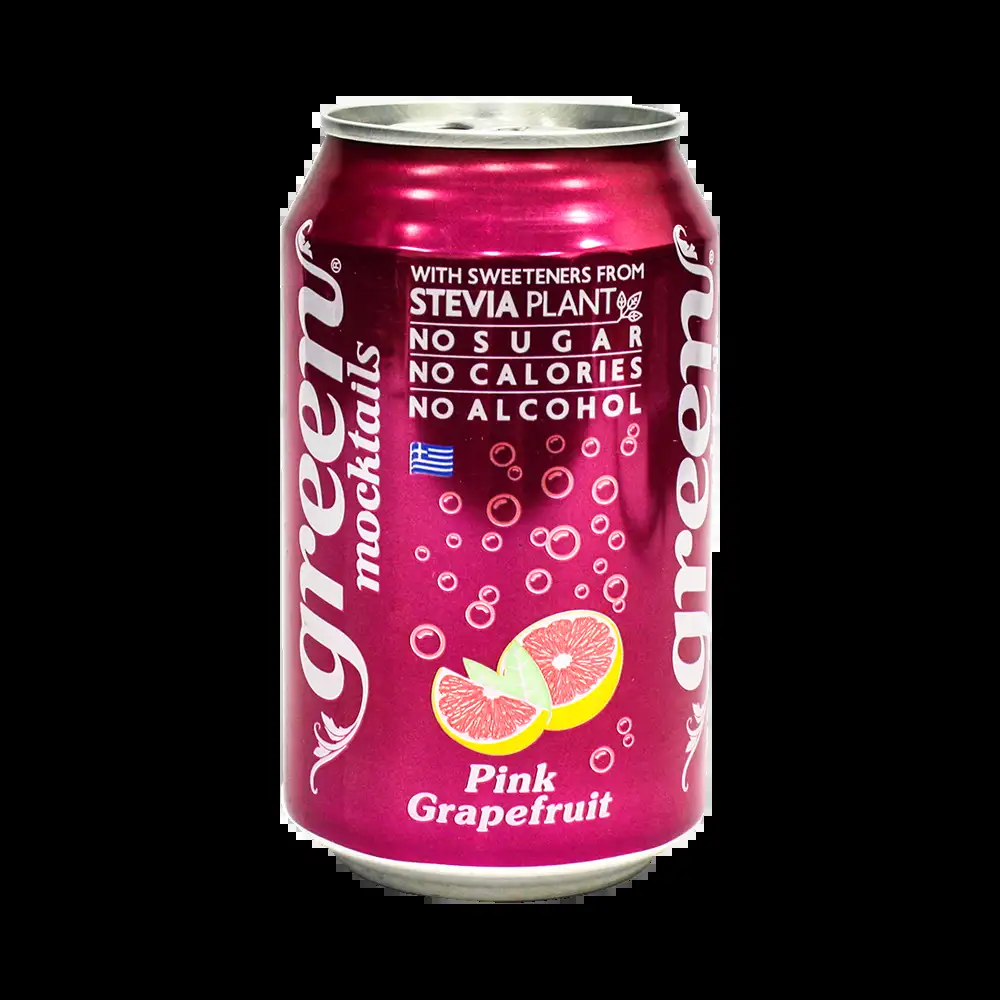 green®
mocktails
WITH SWEETENERS FROM
STEVIA PLANT
NO SUGAR
NO CALORIES
NO ALCOHOL
Pink
Grapefruit
green®